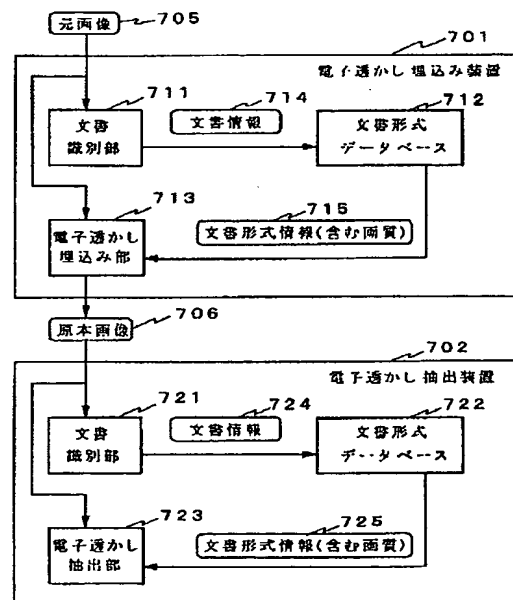 元画像 705
701
電子透かし埋込み装置
711
714
712
文書
識別部
文書情報
文書形式
データベース
713
715
電子透かし
埋込み部
文書形式情報(含む画質)
原本画像 706
702
電子透かし抽出装置
721
724
722
文書
識別部
文書情報
文書形式
データベース
723
725
電子透かし
抽出部
文書形式情報(含む画質)